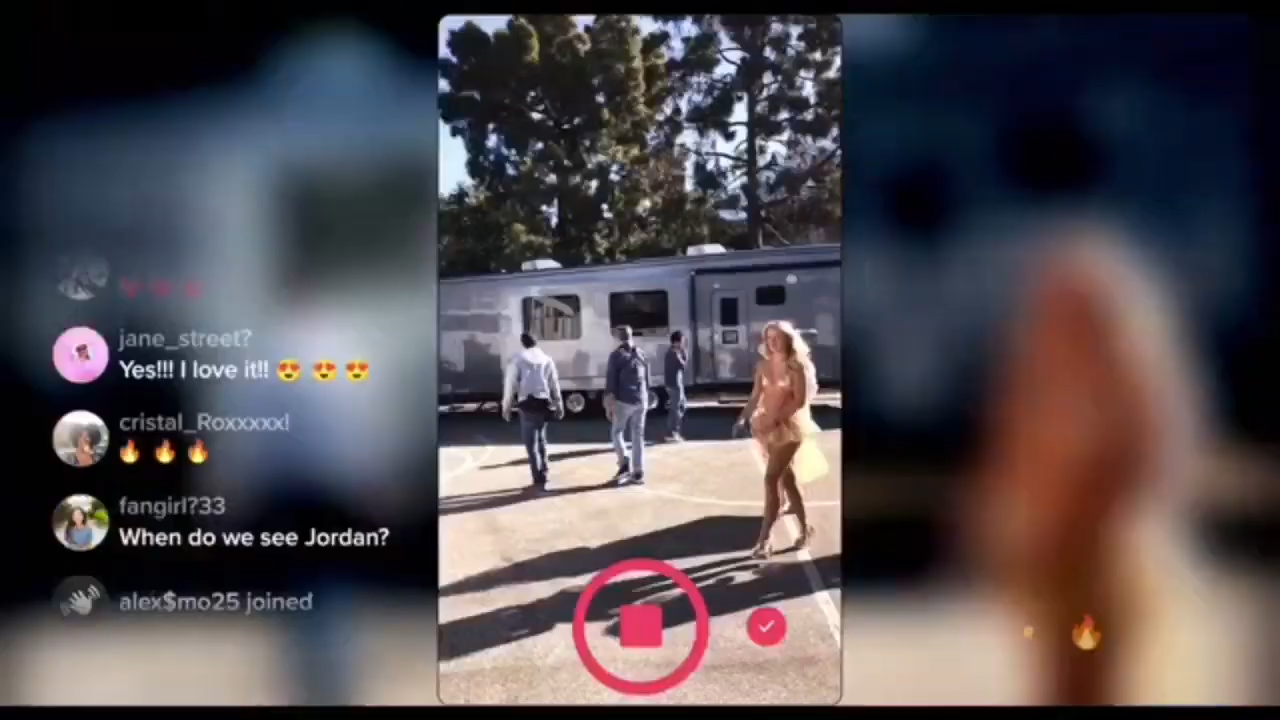 jane_street?
Yes!!! I love it!! 😍 😍 😍
cristal_Roxxxxx!
🔥 🔥 🔥
fangirl?33
When do we see Jordan?
alex$mo25 joined